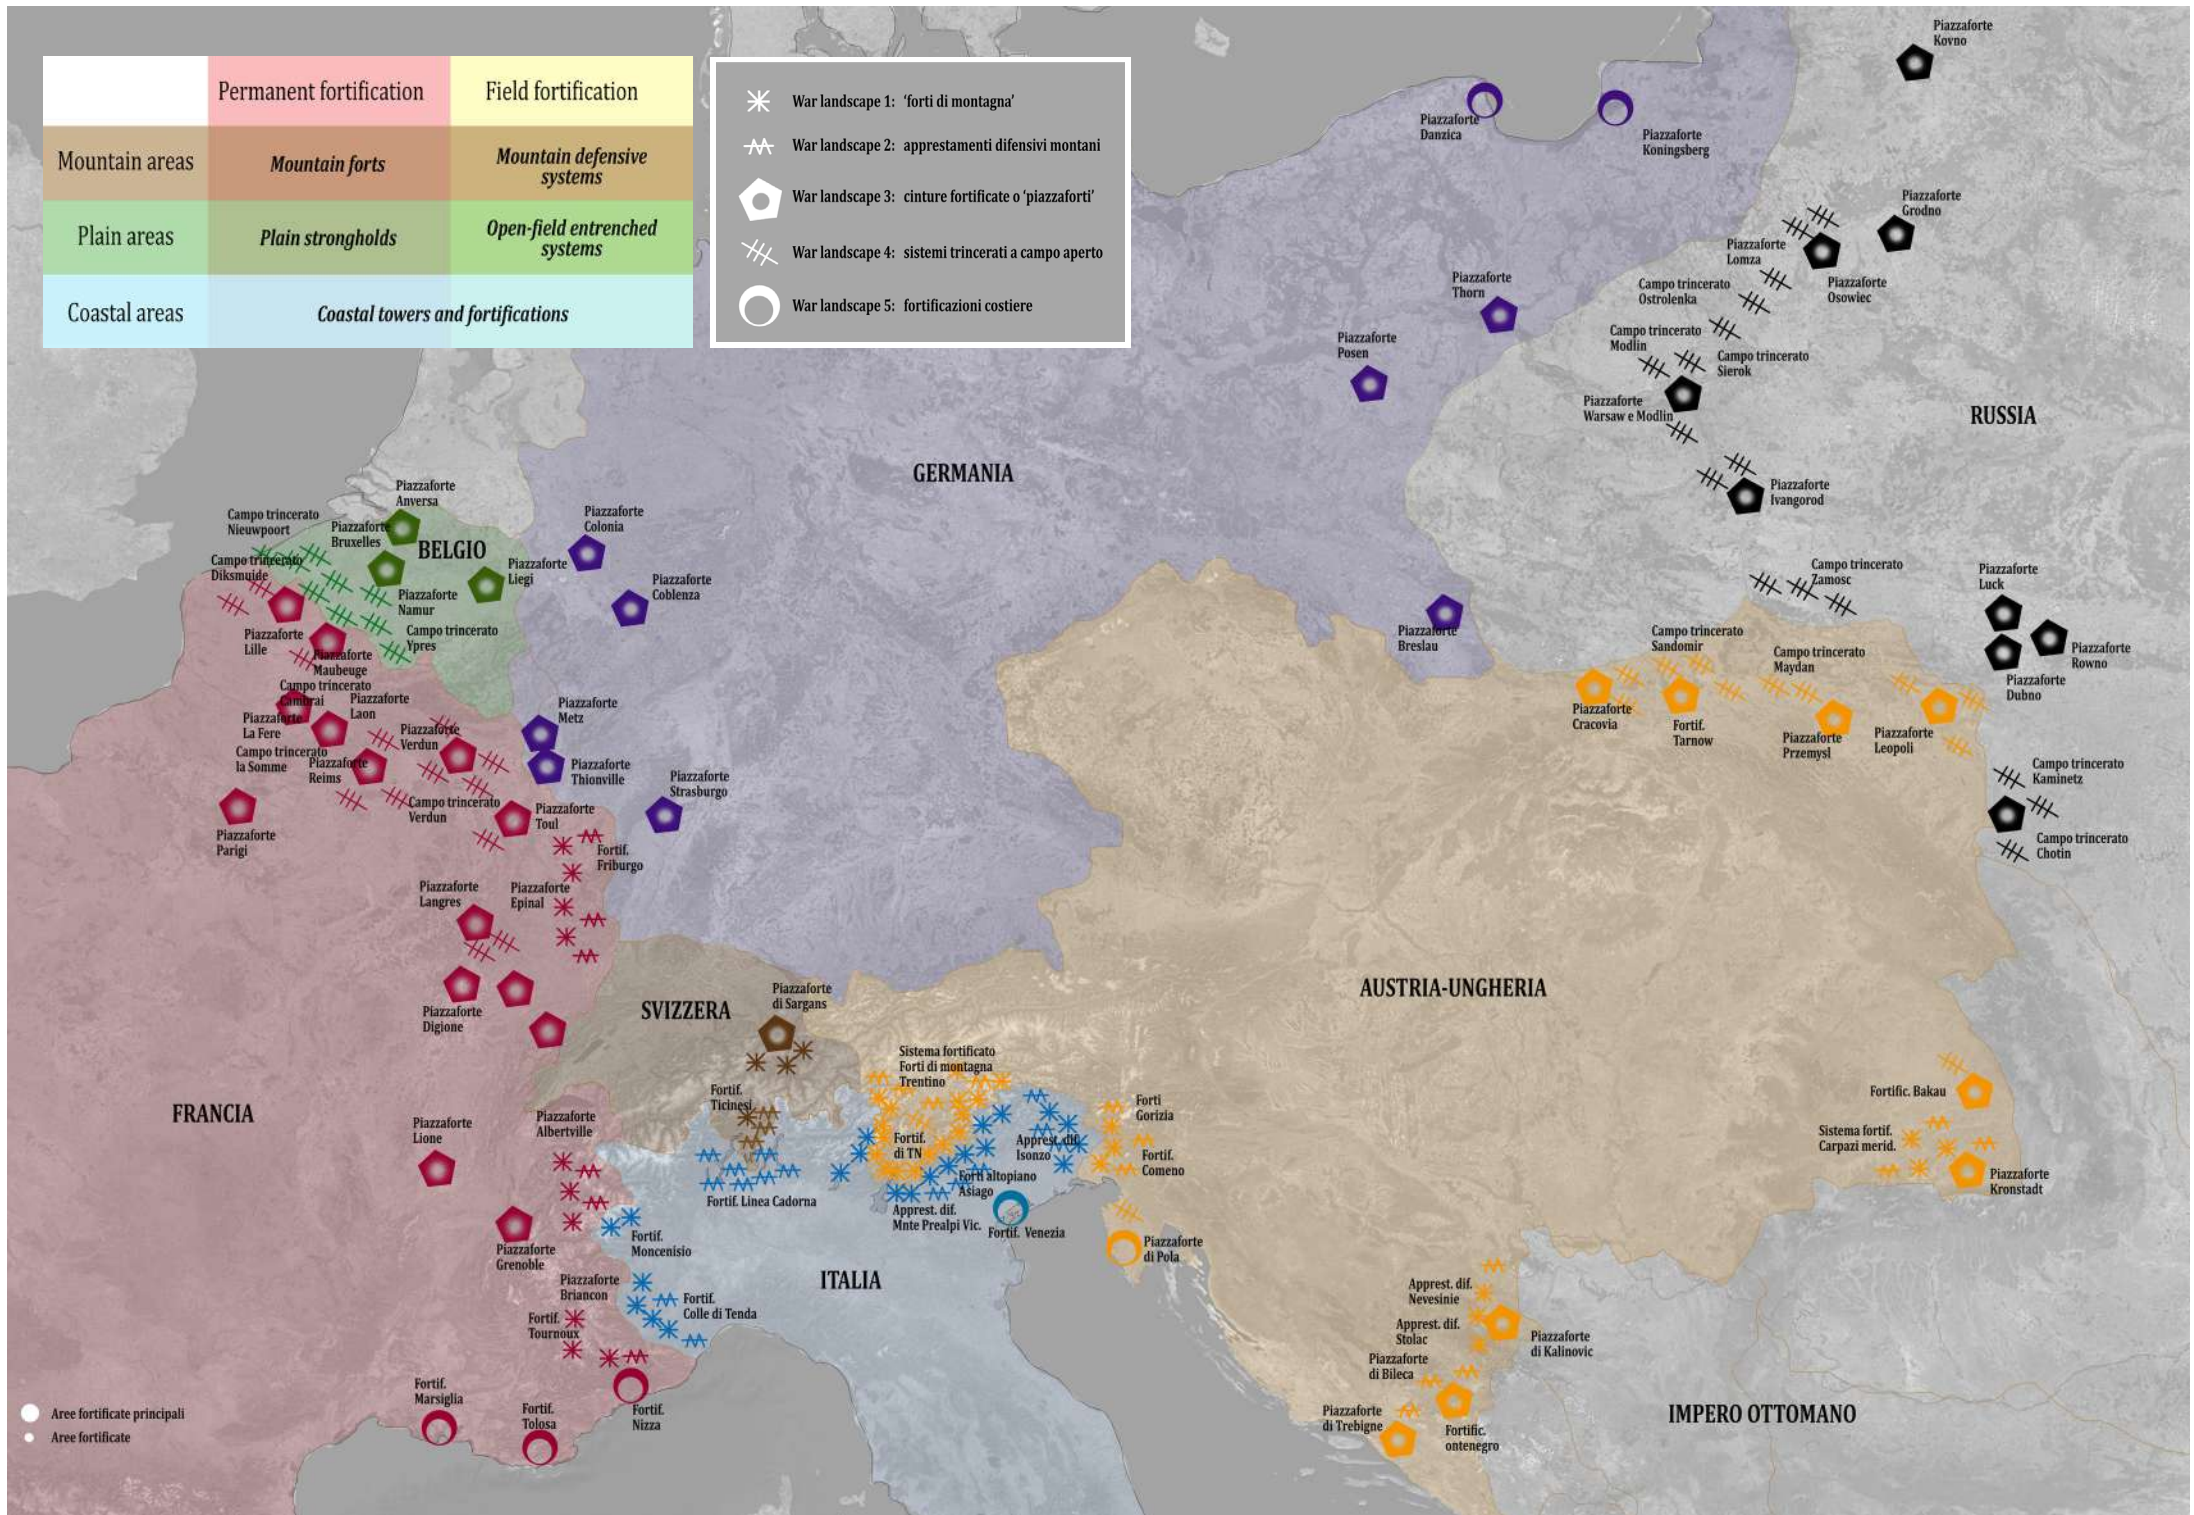 Permanent fortification
Field fortification
Mountain areas
Mountain forts
Mountain defensive
systems
Plain areas
Plain strongholds
Open-field entrenched
systems
Coastal areas
Coastal towers and fortifications
War landscape 1: 'forti di montagna'
War landscape 2: apprestamenti difensivi montani
War landscape 3: cinture fortificate o 'piazzaforti'
War landscape 4: sistemi trincerati a campo aperto
War landscape 5: fortificazioni costiere
Piazzaforte
Kovno
Piazzaforte
Danzica
Piazzaforte
Koningsberg
Piazzaforte
Grodno
Piazzaforte
Lomza
Piazzaforte
Osowiec
Campo trincerato
Ostrolenka
Piazzaforte
Thorn
Campo trincerato
Modlin
Campo trincerato
Sierok
Piazzaforte
Posen
Piazzaforte
Warsaw e Modlin
RUSSIA
GERMANIA
Piazzaforte
Ivangorod
Piazzaforte
Anversa
Campo trincerato
Nieuwpoort
Piazzaforte
Bruxelles
BELGIO
Piazzaforte
Colonia
Campo trincerato
Diksmuide
Piazzaforte
Liegi
Piazzaforte
Coblenza
Piazzaforte
Namur
Campo trincerato
Ypres
Piazzaforte
Lille
Piazzaforte
Maubeuge
Campo trincerato
Cambrai
Piazzaforte
Laon
Piazzaforte
La Fere
Piazzaforte
Verdun
Campo trincerato
la Somme
Piazzaforte
Reims
Campo trincerato
Verdun
Piazzaforte
Metz
Piazzaforte
Thionville
Piazzaforte
Strasburgo
Piazzaforte
Parigi
Piazzaforte
Toul
Fortif.
Friburgo
Piazzaforte
Langres
Piazzaforte
Epinal
Piazzaforte
Digione
Campo trincerato
Zamosc
Piazzaforte
Luck
Piazzaforte
Rowno
Piazzaforte
Dubno
Piazzaforte
Breslau
Campo trincerato
Sandomir
Campo trincerato
Maydan
Piazzaforte
Cracovia
Fortif.
Tarnow
Piazzaforte
Przemysl
Piazzaforte
Leopoli
Campo trincerato
Kaminetz
Campo trincerato
Chotin
AUSTRIA-UNGHERIA
SVIZZERA
Piazzaforte
di Sargans
Sistema fortificato
Forti di montagna
Trentino
Fortif.
Ticinesi
Forti
Gorizia
Fortif.
di TN
Apprest. dif.
Isonzo
Fortif.
Comeno
Forti altopiano
Asiago
Fortif. Linea Cadorna
Apprest. dif.
Mnte Prealpi Vic.
Fortif. Venezia
Piazzaforte
di Pola
FRANCIA
Piazzaforte
Lione
Piazzaforte
Albertville
Piazzaforte
Grenoble
Fortif.
Moncenisio
Piazzaforte
Briancon
Fortif.
Colle di Tenda
Fortif.
Tournoux
ITALIA
Fortific. Bakau
Sistema fortif.
Carpazi merid.
Piazzaforte
Kronstadt
Apprest. dif.
Nevesinie
Apprest. dif.
Stolac
Piazzaforte
di Kalinovic
Piazzaforte
di Bileca
Piazzaforte
di Trebigne
Fortific.
ontenegro
IMPERO OTTOMANO
Fortif.
Marsiglia
Fortif.
Tolosa
Fortif.
Nizza
Aree fortificate principali
Aree fortificate